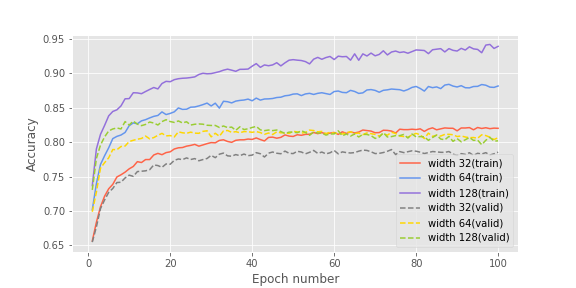 0.95
0.90
0.85
0.80
0.75
0.70
0.65
Accuracy
0
20
40
60
80
100
Epoch number
width 32(train)
width 64(train)
width 128(train)
width 32(valid)
width 64(valid)
width 128(valid)